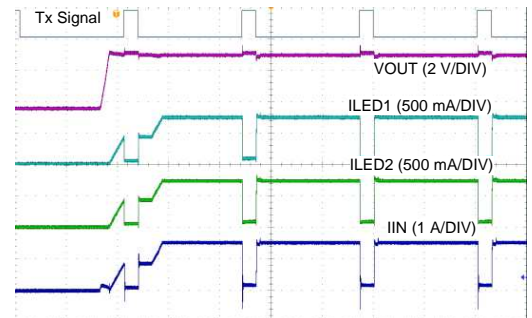 Tx Signal
VOUT (2 V/DIV)
ILED1 (500 mA/DIV)
ILED2 (500 mA/DIV)
IIN (1 A/DIV)